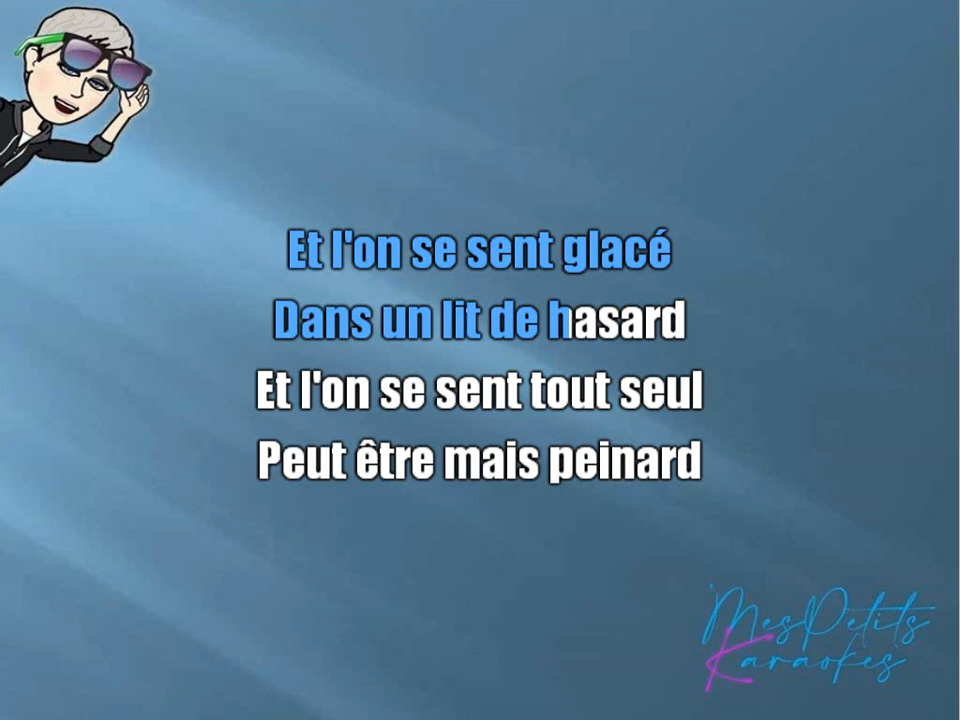 Et l'on se sent glacé
Dans un lit de hasard
Et l'on se sent tout seul
Peut être mais peinard
MesPetits
Karaokes